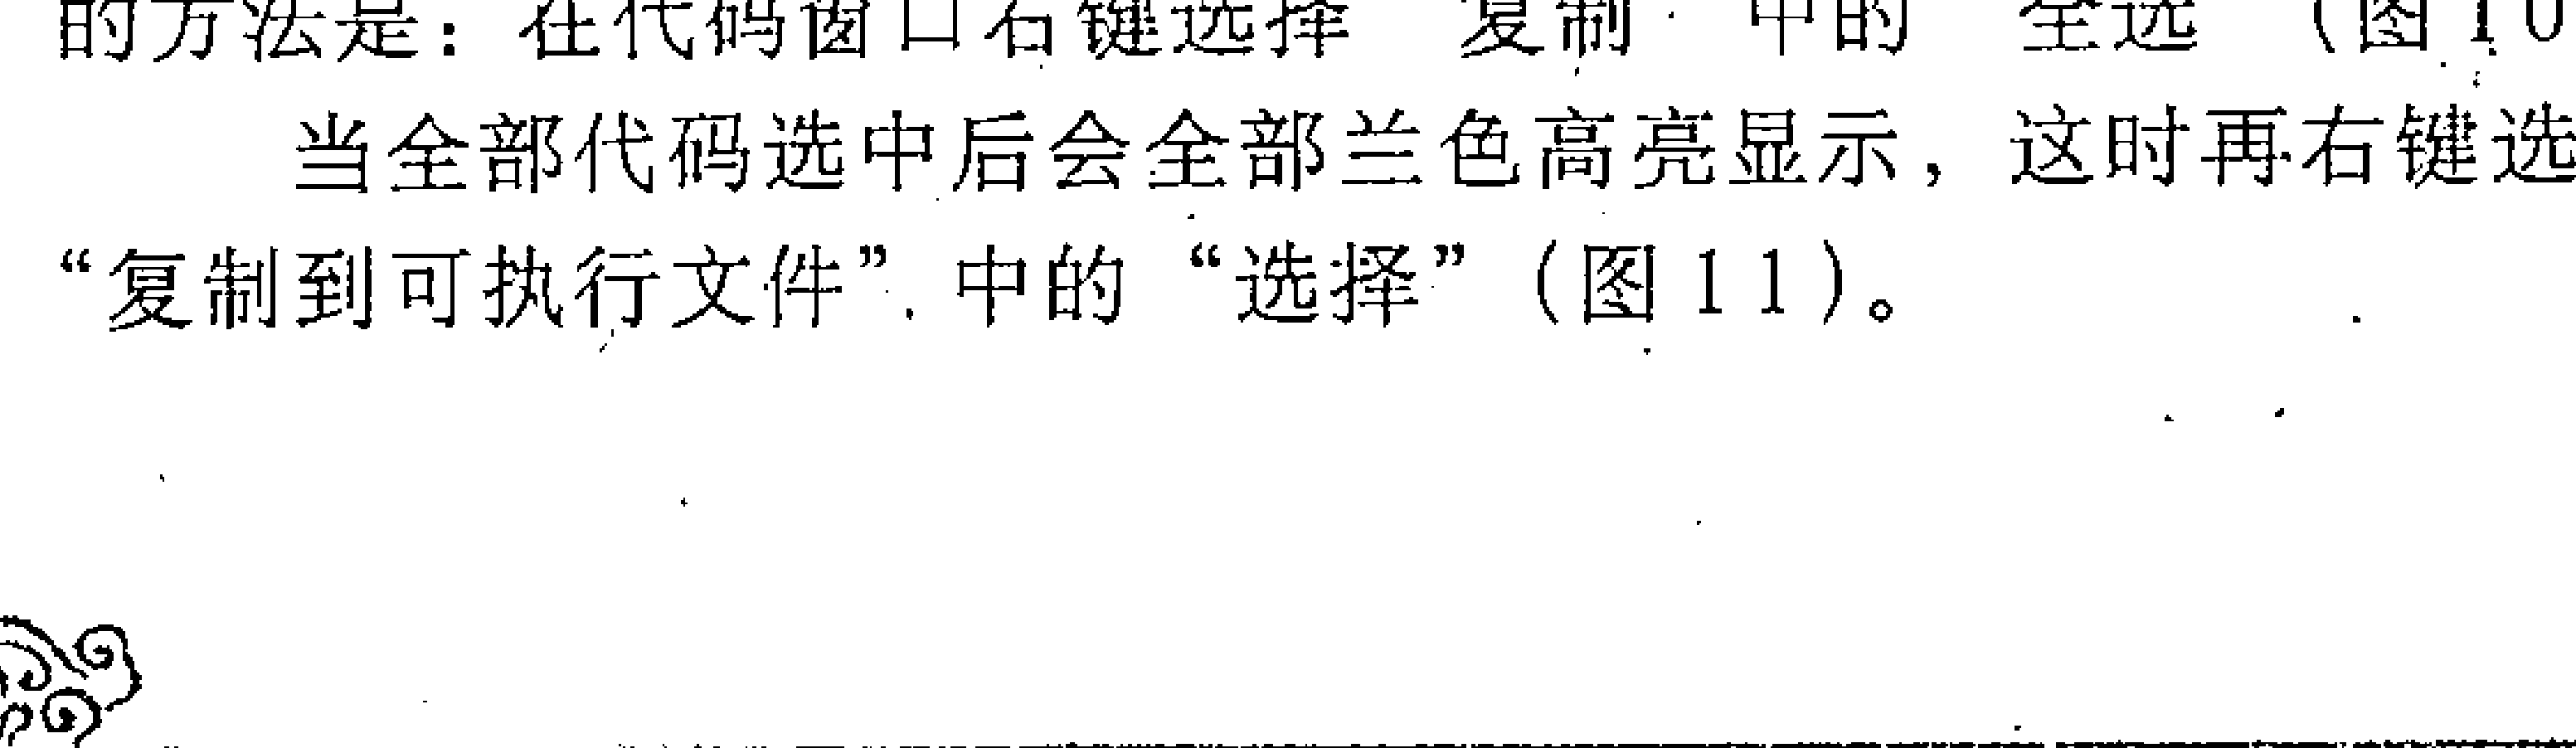 的方法是：在代码窗口右键选择 复制 中的 全选 （图10
当全部代码选中后会全部兰色高亮显示，这时再右键选
“复制到可执行文件”中的“选择”（图11）。